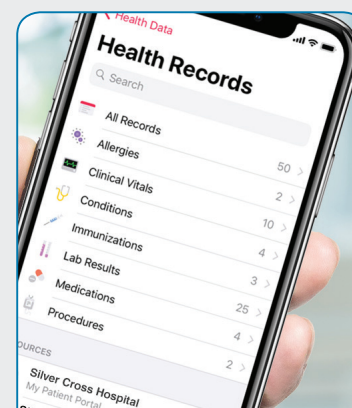 Health Data
Health Records
Search
All Records 50
Allergies 2
Clinical Vitals 10
Conditions 4
Immunizations 3
Lab Results 25
Medications 4
Procedures 2
OURCES
Silver Cross Hospital
My Patient Portal